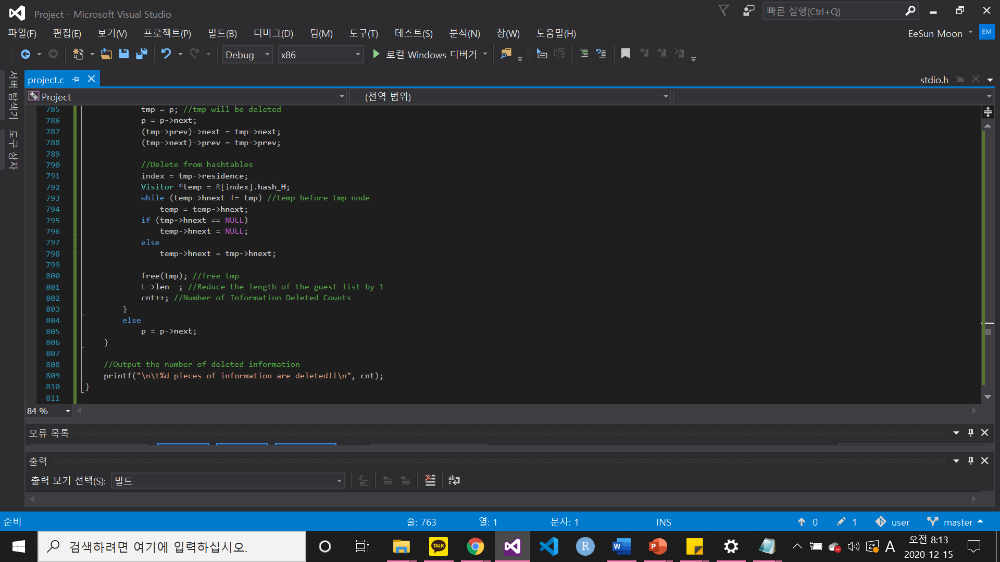 Project - Microsoft Visual Studio
빠른 실행(Ctrl+Q)
파일(F) 편집(E) 보기(V) 프로젝트(P) 빌드(B) 디버그(D) 팀(M) 도구(T) 테스트(S) 분석(N) 창(W) 도움말(H)
EeSun Moon EM
Debug x86 로컬 Windows 디버거
서버 탐색기
도구 상자
project.c
stdio.h
Project (전역 범위)
785 tmp = p; //tmp will be deleted
786 p = p->next;
787 (tmp->prev)->next = tmp->next;
788 (tmp->next)->prev = tmp->prev;
789
790 //Delete from hashtables
791 index = tmp->residence;
792 Visitor *temp = R[index].hash_H;
793 while (temp->hnext != tmp) //temp before tmp node
794 temp = temp->hnext;
795 if (tmp->hnext == NULL)
796 temp->hnext = NULL;
797 else
798 temp->hnext = tmp->hnext;
799
800 free(tmp); //free tmp
801 L->len--; //Reduce the length of the guest list by 1
802 cnt++; //Number of Information Deleted Counts
803 }
804 else
805 p = p->next;
806 }
807
808 //Output the number of deleted information
809 printf("\n\t%d pieces of information are deleted!!\n", cnt);
810 }
811
84 %
오류 목록
출력
출력 보기 선택(S): 빌드
준비 줄: 763 열: 1 문자: 1 INS 0 1 user master
검색하려면 여기에 입력하십시오.
TALK
R
W
P
A
오전 8:13
2020-12-15